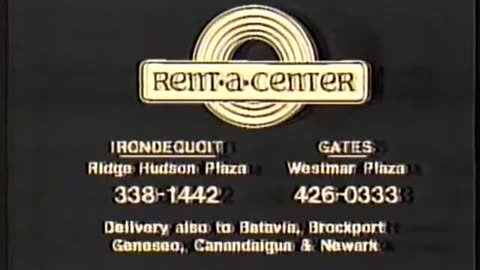 RENT-A-CENTER
IRONDEQUOIT GATES
Ridge Hudson Plaza Westmar Plaza
338-1442 426-0333
Delivery also to Batavia, Brockport
Geneseo, Canandaigua & Newark